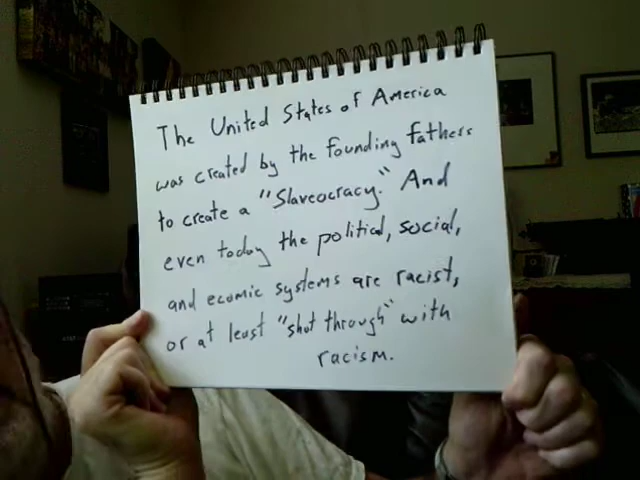 The United States of America
was created by the founding fathers
to create a "Slaveocracy." And
even today the political, social,
and ecomic systems are racist,
or at least "shot through" with
racism.